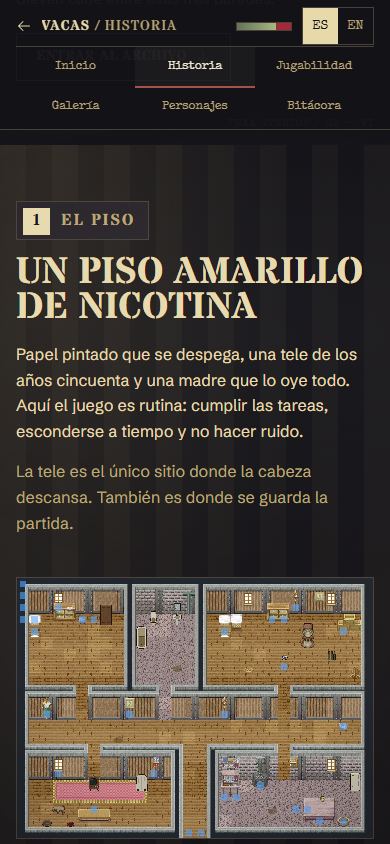 ← VACAS / HISTORIA
ES EN
ENTRAR AL ARCHIVO
Inicio Historia Jugabilidad
Galería Personajes Bitácora
1 EL PISO
UN PISO AMARILLO
DE NICOTINA
Papel pintado que se despega, una tele de los
años cincuenta y una madre que lo oye todo.
Aquí el juego es rutina: cumplir las tareas,
esconderse a tiempo y no hacer ruido.
La tele es el único sitio donde la cabeza
descansa. También es donde se guarda la
partida.